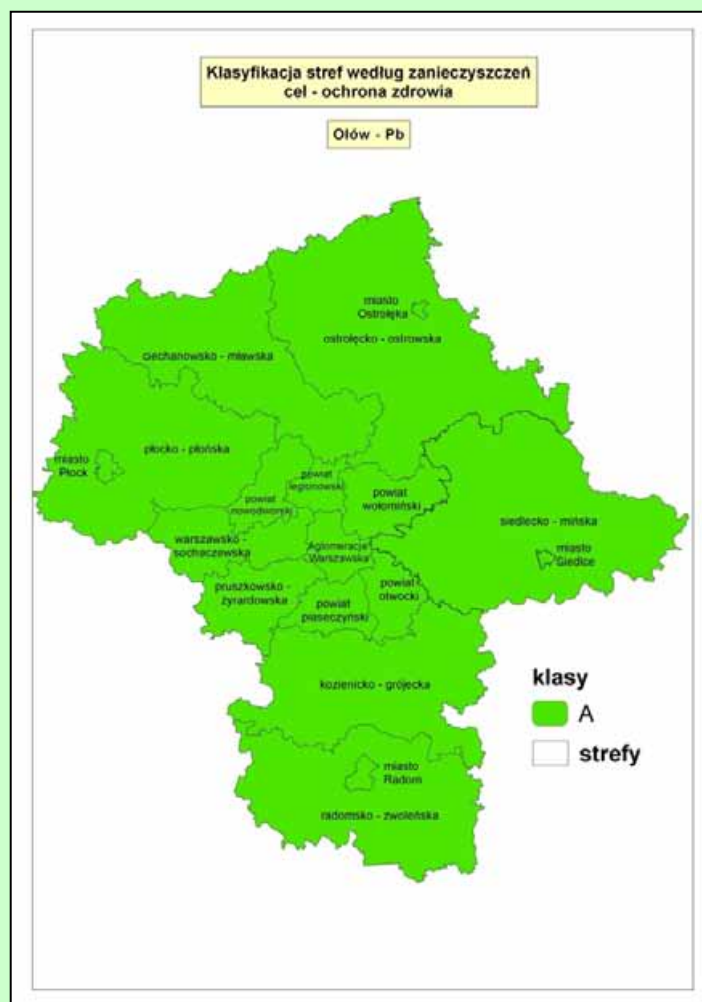 Klasyfikacja stref według zanieczyszczeń
cel - ochrona zdrowia
Ołów - Pb
miasto
Ostrołęka
ostrołęcko - ostrowska
ciechanowsko - mławska
płocko - płońska
miasto
Płock
powiat
legionowski
powiat
nowodworski
powiat
wołomiński
siedlecko - mińska
miasto
Siedlce
warszawsko -
sochaczewska
Aglomeracja
Warszawska
powiat
otwocki
pruszkowsko -
żyrardowska
powiat
piaseczyński
kozienicko - grójecka
klasy
A
strefy
miasto
Radom
radomsko - zwoleńska